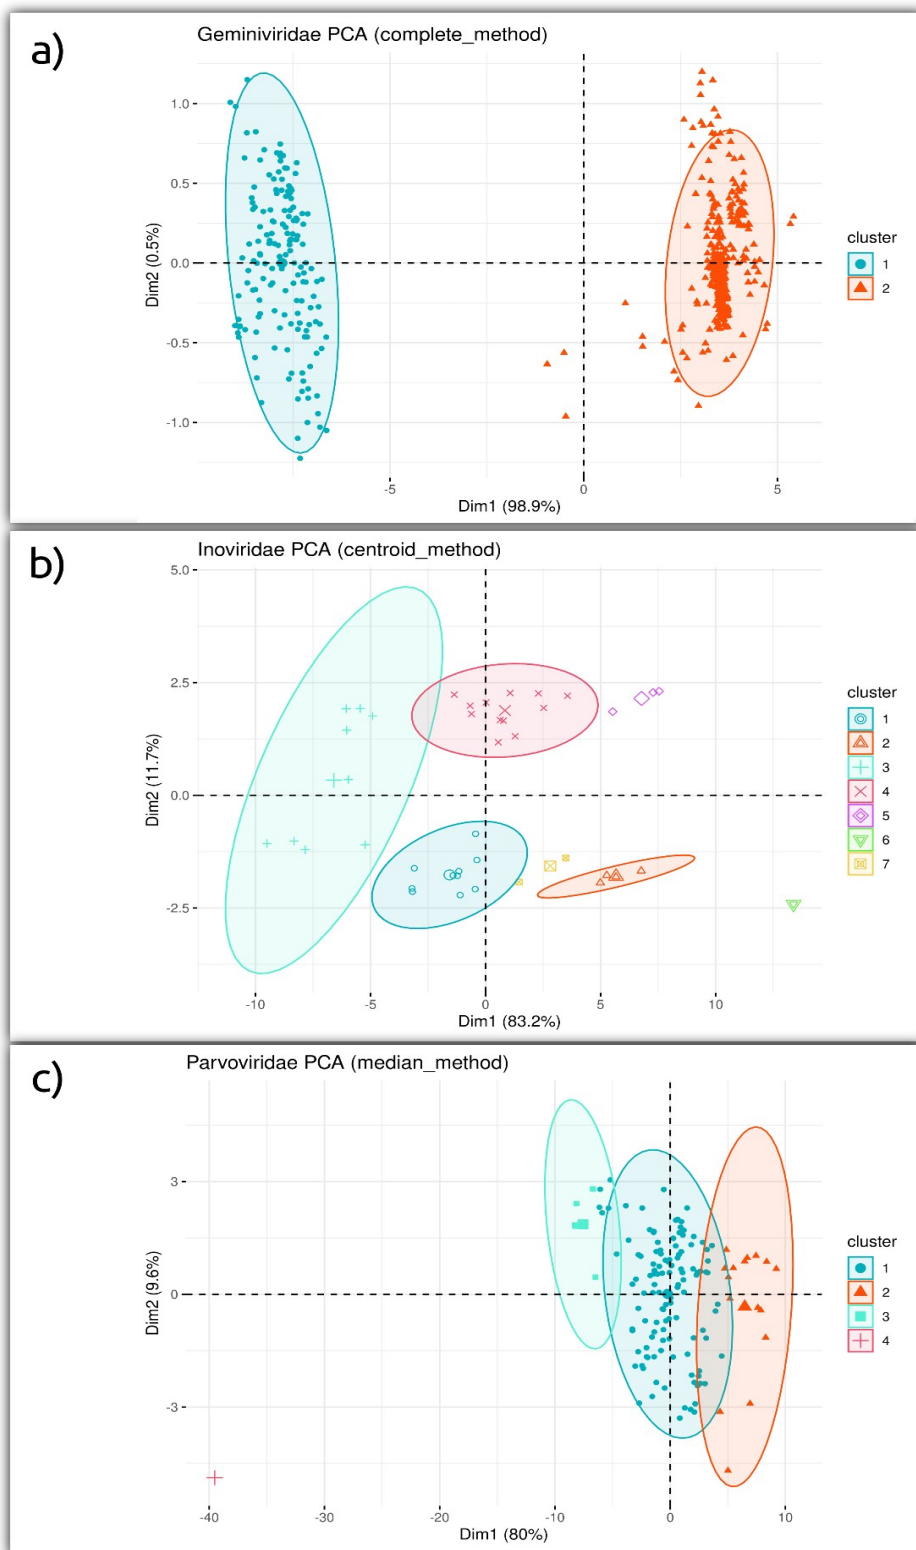 a)
Geminiviridae PCA (complete_method)
1.0
0.5
0.0
-0.5
-1.0
Dim2 (0.5%)
-5
0
5
Dim1 (98.9%)
cluster
1
2
b)
Inoviridae PCA (centroid_method)
5.0
2.5
0.0
-2.5
Dim2 (11.7%)
-10
-5
0
5
10
Dim1 (83.2%)
cluster
1
2
3
4
5
6
7
c)
Parvoviridae PCA (median_method)
3
0
-3
Dim2 (9.6%)
-40
-30
-20
-10
0
10
Dim1 (80%)
cluster
1
2
3
4